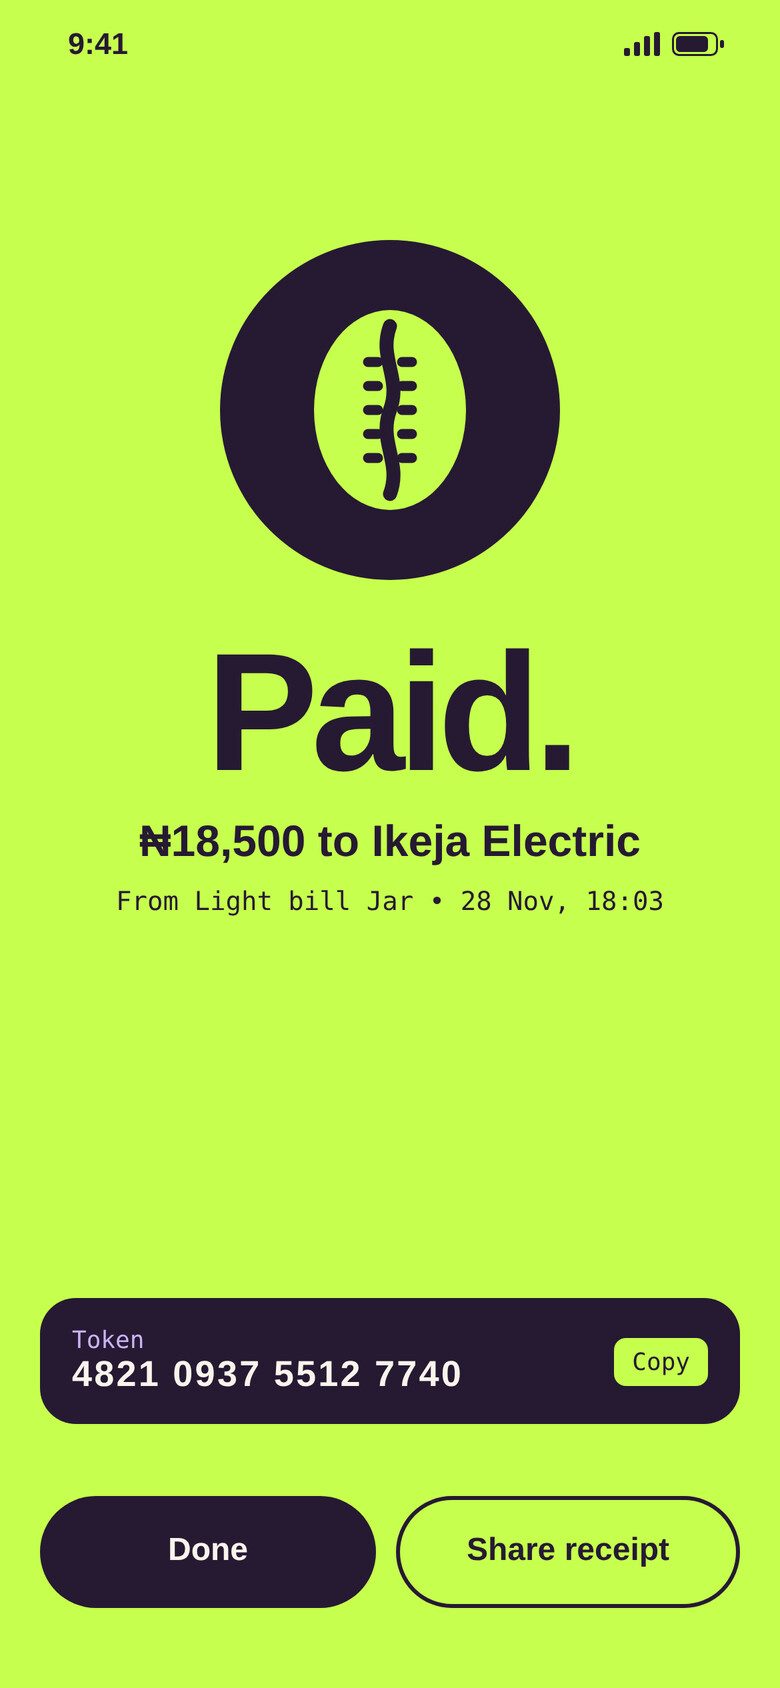 9:41
Paid.
₦18,500 to Ikeja Electric
From Light bill Jar • 28 Nov, 18:03
Token
4821 0937 5512 7740
Copy
Done
Share receipt